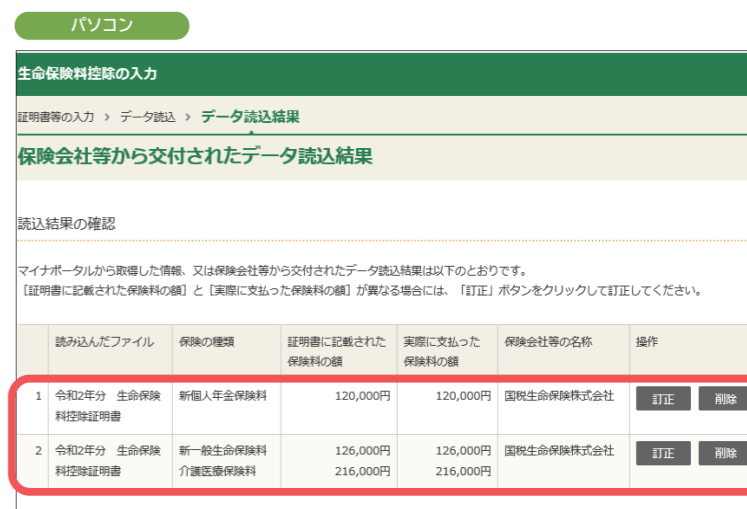 パソコン
生命保険料控除の入力
証明書等の入力 › データ読込 › データ読込結果
保険会社等から交付されたデータ読込結果
読込結果の確認
マイナポータルから取得した情報、又は保険会社等から交付されたデータ読込結果は以下のとおりです。
［証明書に記載された保険料の額］と［実際に支払った保険料の額］が異なる場合には、「訂正」ボタンをクリックして訂正してください。
読み込んだファイル 保険の種類 証明書に記載された 実際に支払った 保険会社等の名称 操作
保険料の額 保険料の額
1 令和2年分 生命保険 新個人年金保険料 120,000円 120,000円 国税生命保険株式会社 訂正 削除
料控除証明書
2 令和2年分 生命保険 新一般生命保険料 126,000円 126,000円 国税生命保険株式会社 訂正 削除
料控除証明書 介護医療保険料 216,000円 216,000円